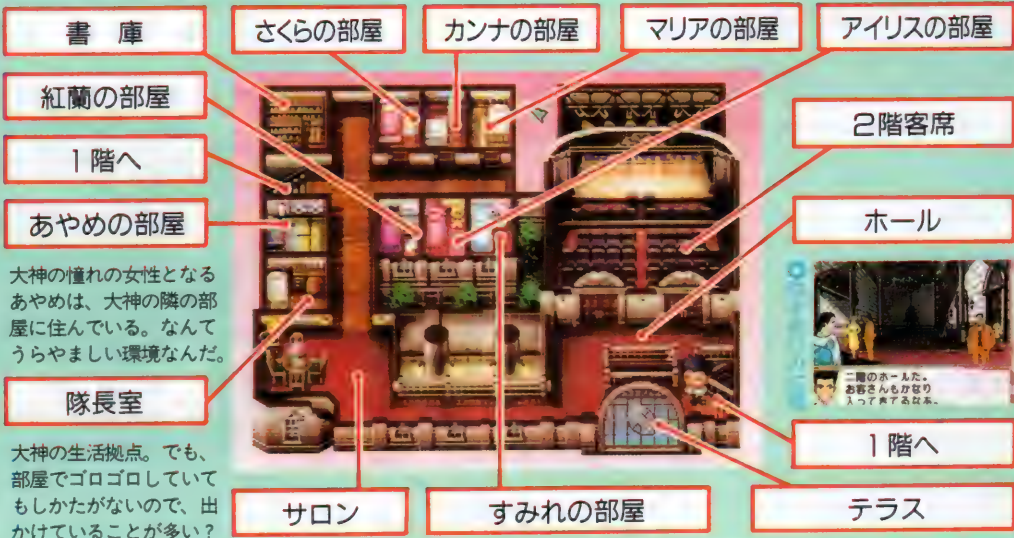 書 庫
さくらの部屋
カンナの部屋
マリアの部屋
アイリスの部屋
紅蘭の部屋
1階へ
あやめの部屋
大神の憧れの女性となる
あやめは、大神の隣の部
屋に住んでいる。なんて
うらやましい環境なんだ。
隊長室
大神の生活拠点。でも、
部屋でゴロゴロしていて
もしかたがないので、出
かけていることが多い?
サロン
すみれの部屋
2階客席
ホール
二階のホールだ。
お客さんもかなり
入ってきてるなあ。
1階へ
テラス